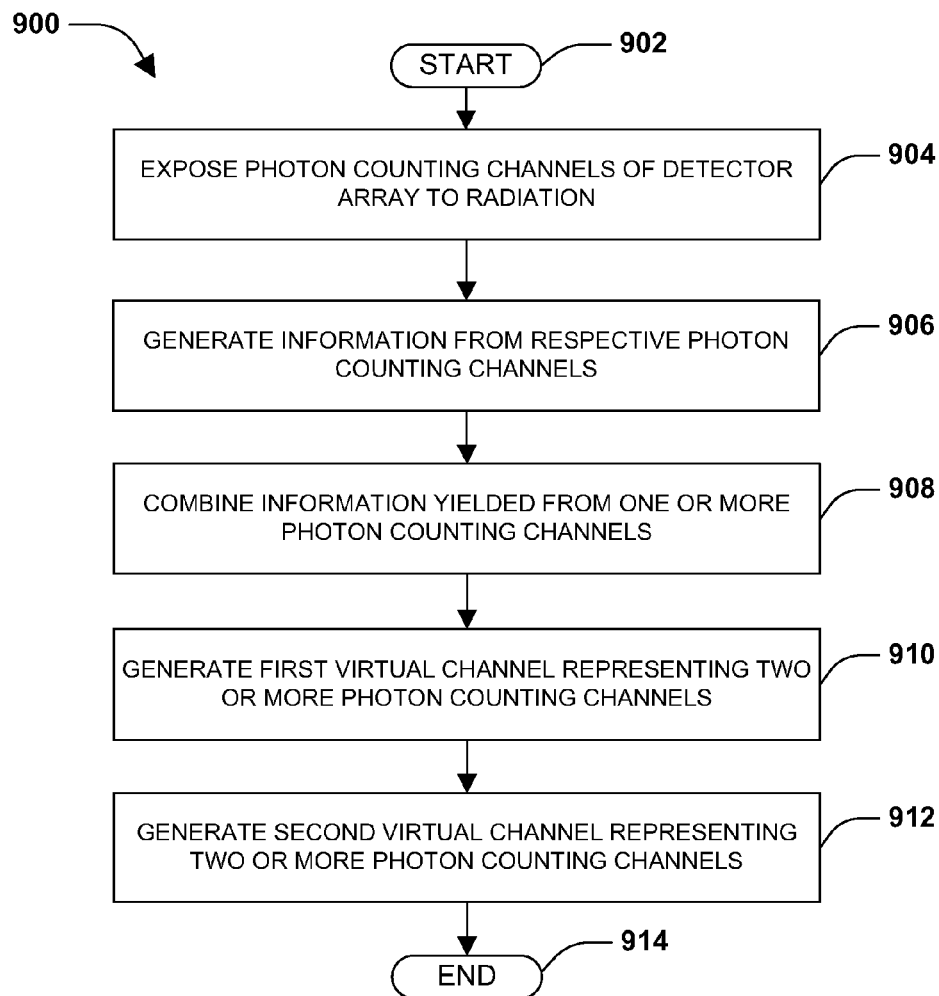 900
START
902
EXPOSE PHOTON COUNTING CHANNELS OF DETECTOR
ARRAY TO RADIATION
904
GENERATE INFORMATION FROM RESPECTIVE PHOTON
COUNTING CHANNELS
906
COMBINE INFORMATION YIELDED FROM ONE OR MORE
PHOTON COUNTING CHANNELS
908
GENERATE FIRST VIRTUAL CHANNEL REPRESENTING TWO
OR MORE PHOTON COUNTING CHANNELS
910
GENERATE SECOND VIRTUAL CHANNEL REPRESENTING
TWO OR MORE PHOTON COUNTING CHANNELS
912
END
914